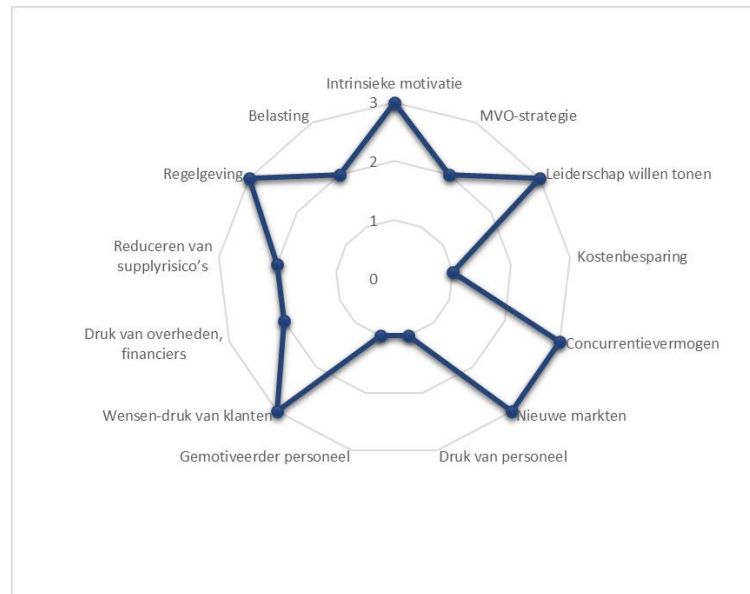 Intrinsieke motivatie
MVO-strategie
Leiderschap willen tonen
Kostenbesparing
Concurrentievermogen
Nieuwe markten
Druk van personeel
Gemotiveerder personeel
Wensen-druk van klanten
Druk van overheden,
financiers
Reduceren van
supplyrisico’s
Regelgeving
Belasting
3
2
1
0